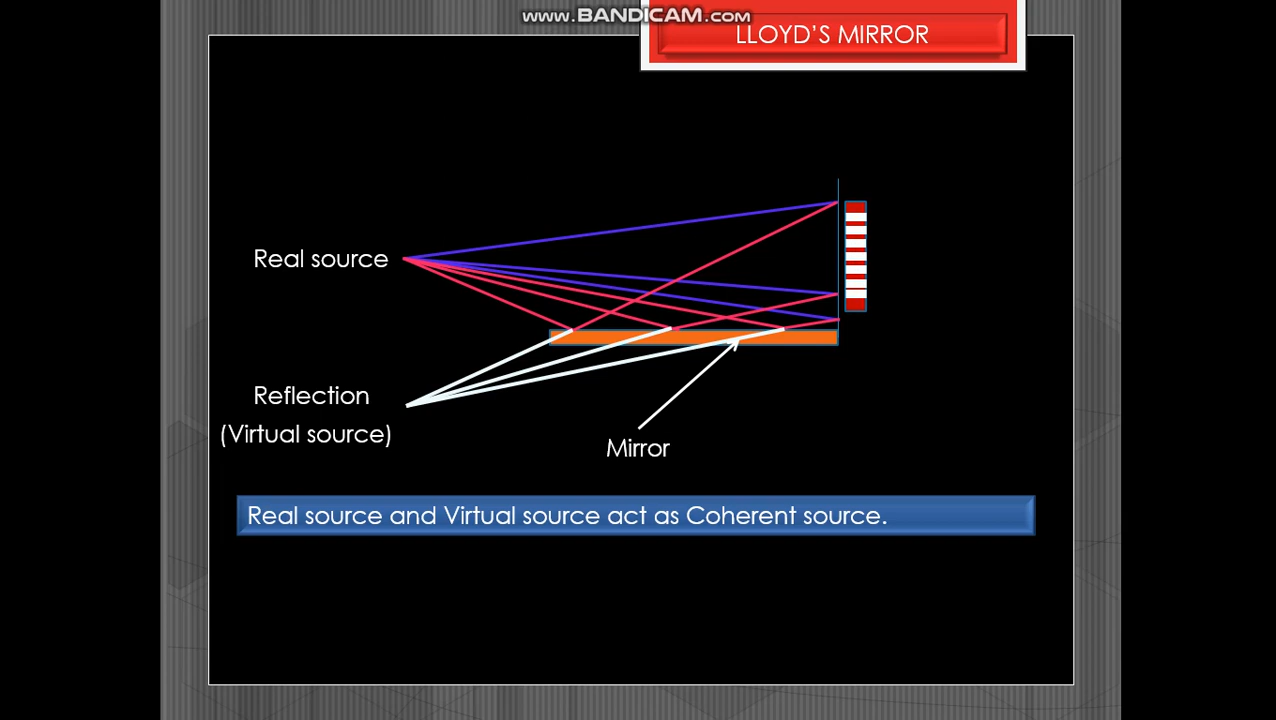 www.BANDICAM.com
LLOYD'S MIRROR
Real source
Reflection
(Virtual source)
Mirror
Real source and Virtual source act as Coherent source.